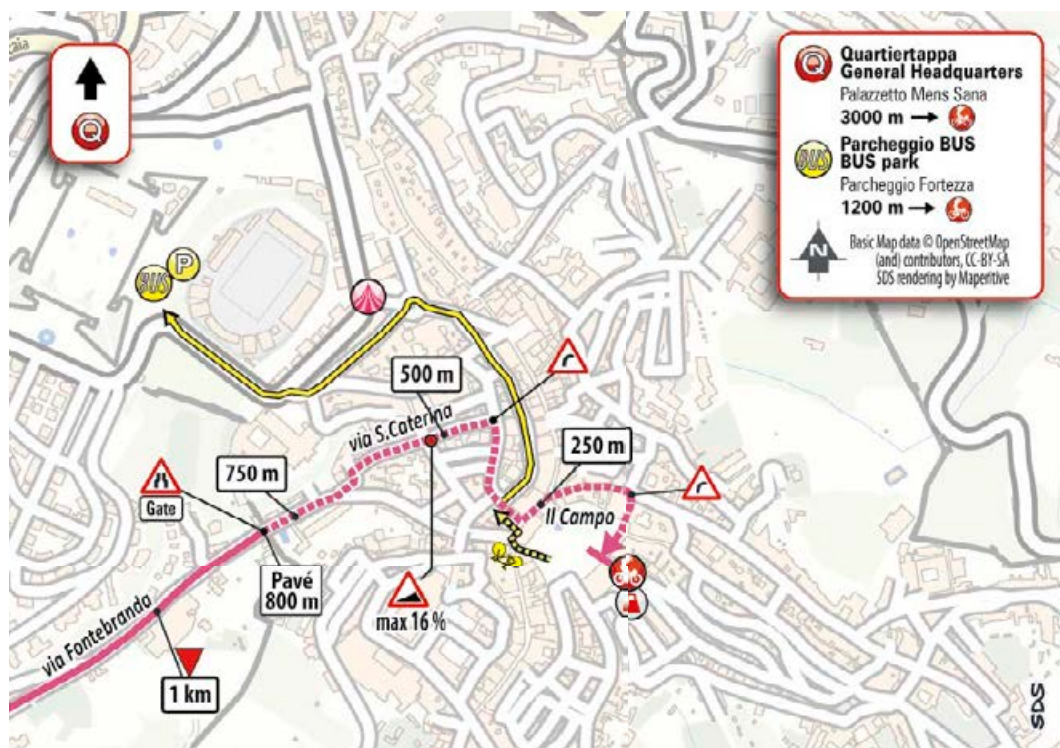 Q
Q
Quartiertappa
General Headquarters
Palazzetto Mens Sana
3000 m
BUS
Parcheggio BUS
BUS park
Parcheggio Fortezza
1200 m
N
Basic Map data © OpenStreetMap
(and) contributors, CC-BY-SA
SDS rendering by Maperitive
BUS
P
500 m
via S.Caterina
250 m
750 m
Il Campo
Gate
Pavé
800 m
max 16 %
via Fontebranda
1 km
SDS